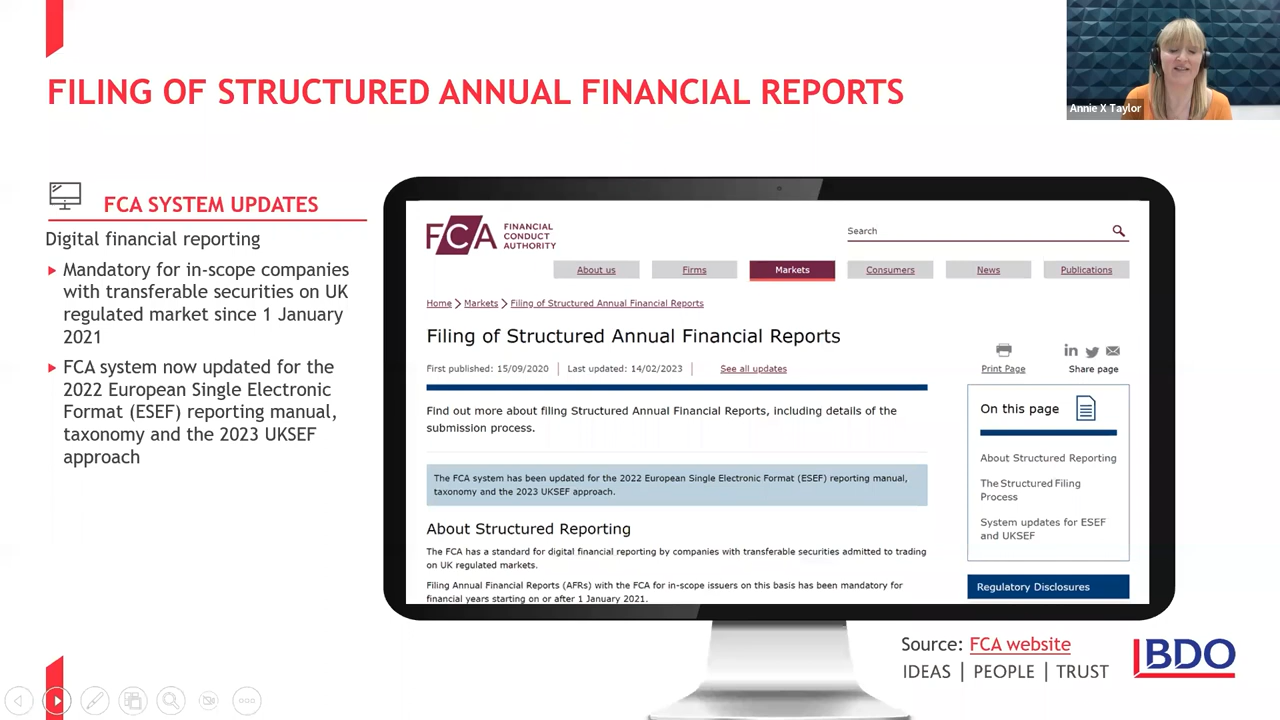 FILING OF STRUCTURED ANNUAL FINANCIAL REPORTS
Annie X Taylor
FCA SYSTEM UPDATES
Digital financial reporting
Mandatory for in-scope companies
with transferable securities on UK
regulated market since 1 January
2021
FCA system now updated for the
2022 European Single Electronic
Format (ESEF) reporting manual,
taxonomy and the 2023 UKSEF
approach
FCA FINANCIAL
CONDUCT
AUTHORITY
Search
About us
Firms
Markets
Consumers
News
Publications
Home > Markets > Filing of Structured Annual Financial Reports
Filing of Structured Annual Financial Reports
First published: 15/09/2020 | Last updated: 14/02/2023 | See all updates
Print Page
Share page
Find out more about filing Structured Annual Financial Reports, including details of the
submission process.
The FCA system has been updated for the 2022 European Single Electronic Format (ESEF) reporting manual,
taxonomy and the 2023 UKSEF approach.
About Structured Reporting
The FCA has a standard for digital financial reporting by companies with transferable securities admitted to trading
on UK regulated markets.
Filing Annual Financial Reports (AFRs) with the FCA for in-scope issuers on this basis has been mandatory for
financial years starting on or after 1 January 2021.
On this page
About Structured Reporting
The Structured Filing
Process
System updates for ESEF
and UKSEF
Regulatory Disclosures
Source: FCA website
IDEAS | PEOPLE | TRUST
BDO